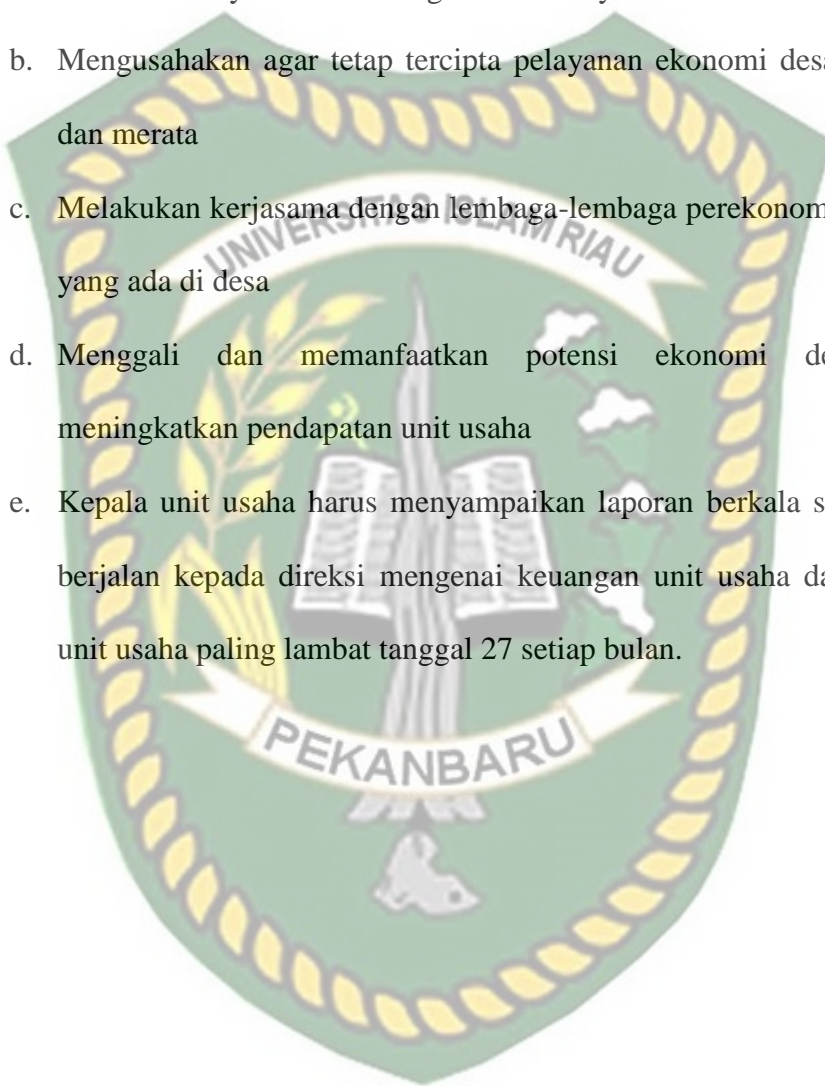 b. Mengusahakan agar tetap tercipta pelayanan ekonomi desa
dan merata
c. Melakukan kerjasama dengan lembaga-lembaga perekonom
yang ada di desa
d. Menggali dan memanfaatkan potensi ekonomi de
meningkatkan pendapatan unit usaha
e. Kepala unit usaha harus menyampaikan laporan berkala s
berjalan kepada direksi mengenai keuangan unit usaha da
unit usaha paling lambat tanggal 27 setiap bulan.
UNIVERSITAS ISLAM RIAU
PEKANBARU